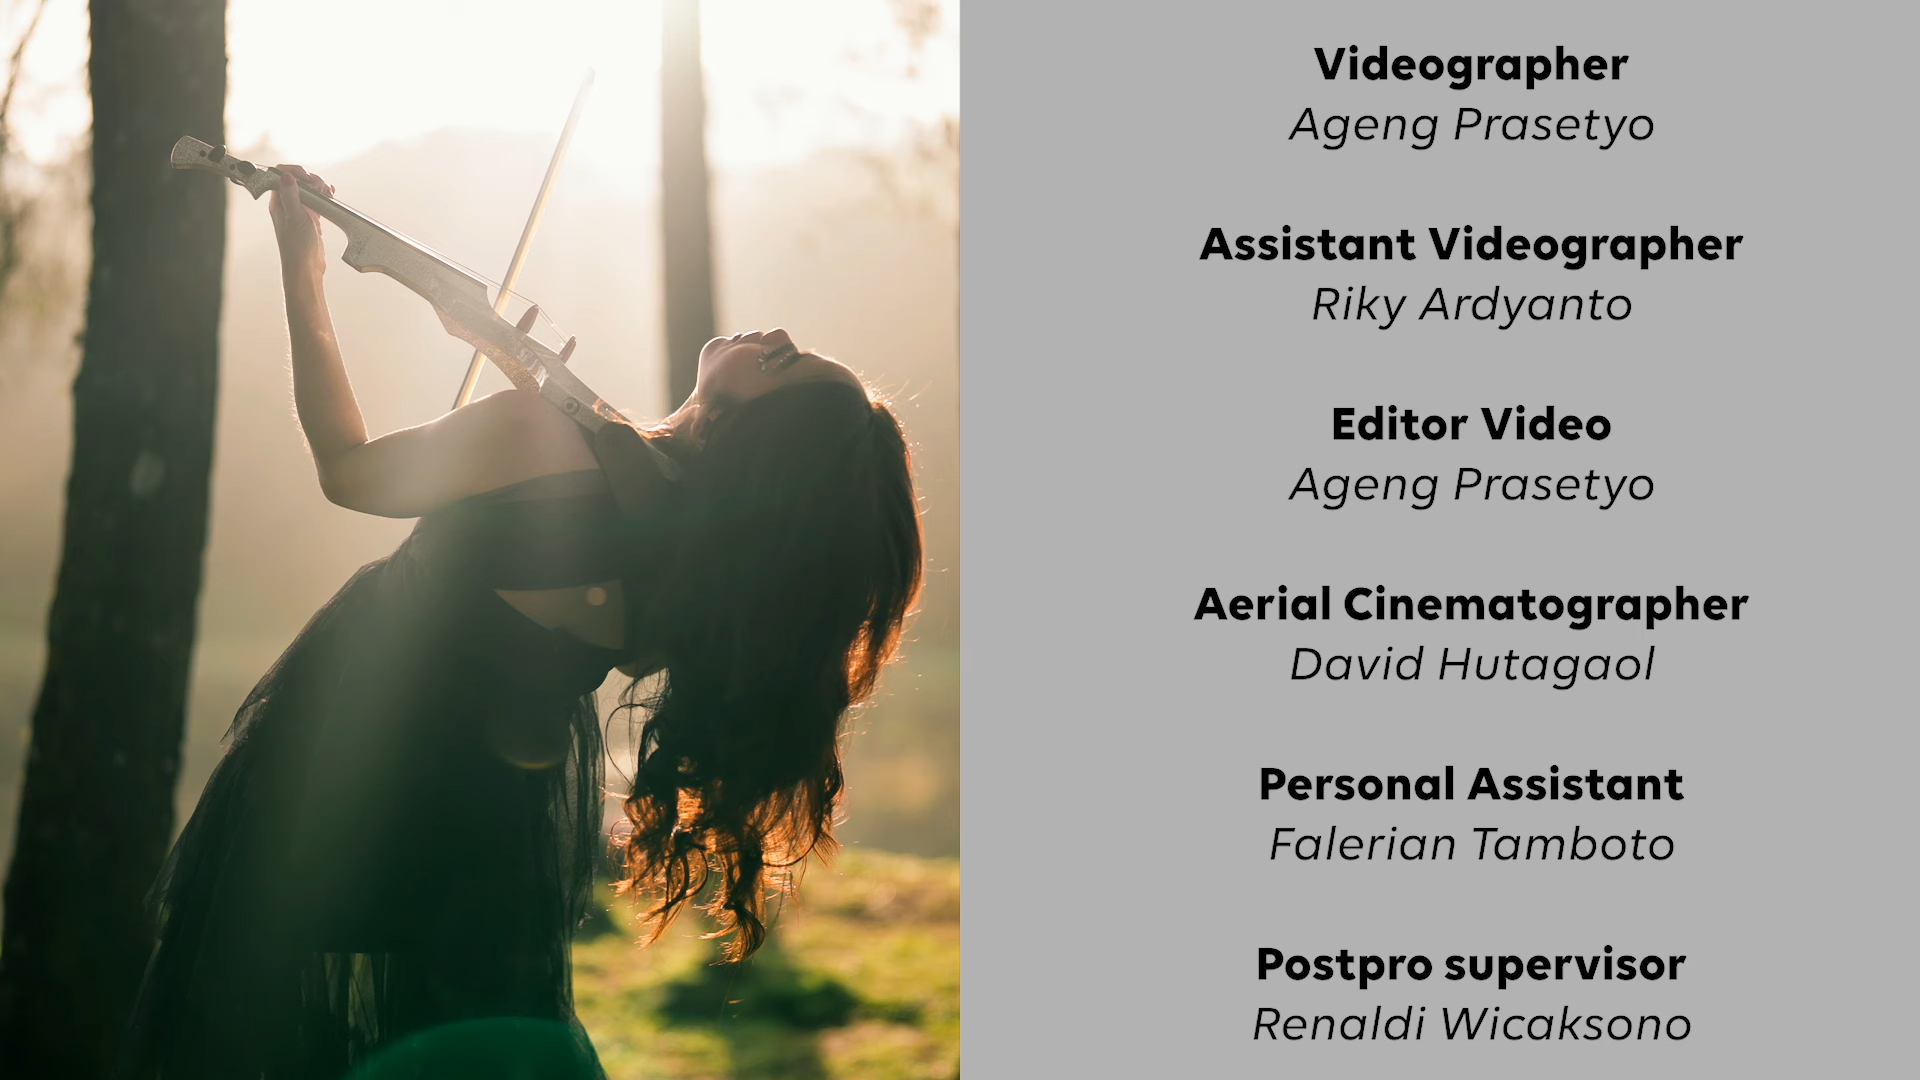 Videographer
Ageng Prasetyo
Assistant Videographer
Riky Ardyanto
Editor Video
Ageng Prasetyo
Aerial Cinematographer
David Hutagaol
Personal Assistant
Falerian Tamboto
Postpro supervisor
Renaldi Wicaksono